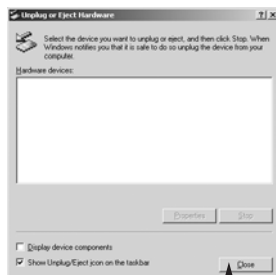 Unplug or Eject Hardware
Select the device you want to unplug or eject, and then click Stop. When
Windows notifies you that it is safe to do so unplug the device from your
computer.
Hardware devices:
Properties
Stop
Display device components
Show Unplug/Eject icon on the taskbar
Close